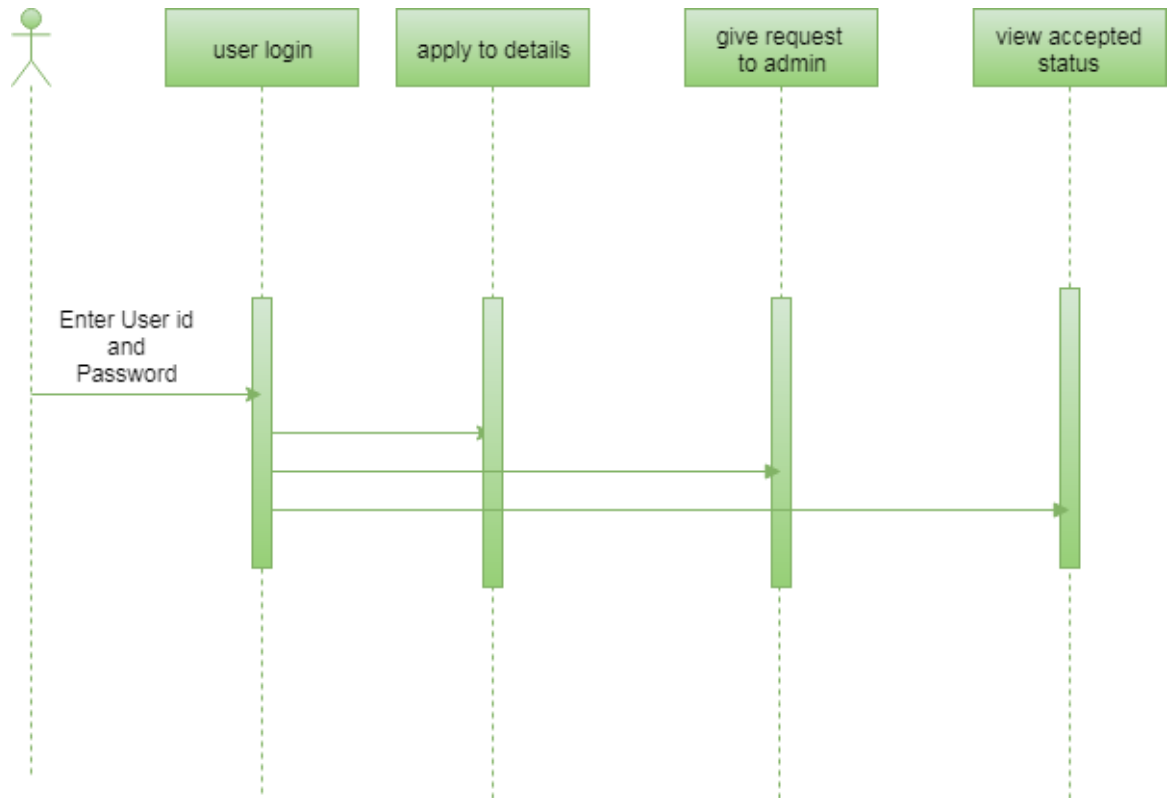 user login
apply to details
give request
to admin
view accepted
status
Enter User id
and
Password